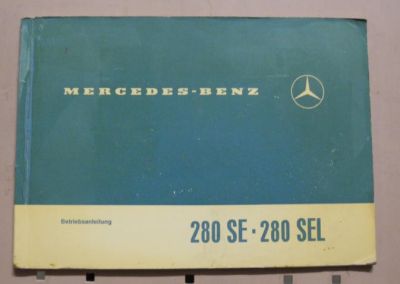 MERCEDES-BENZ
Betriebsanleitung
280 SE · 280 SEL